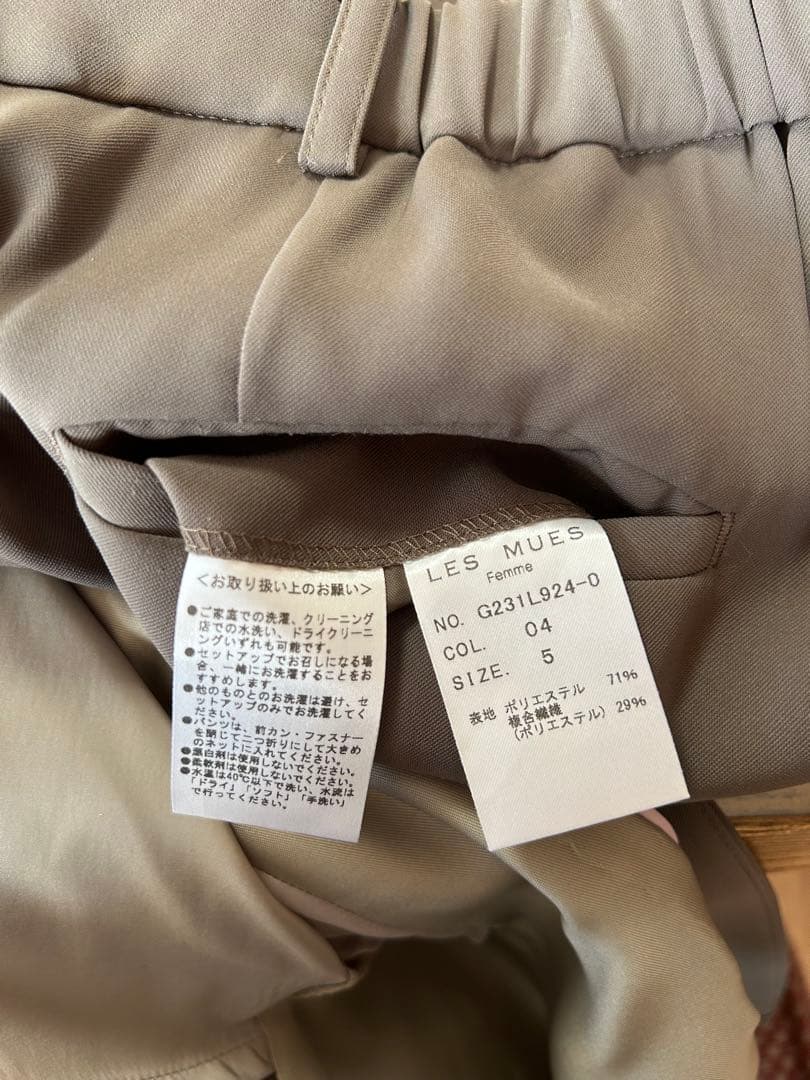 <お取り扱い上のお願い>
●ご家庭での洗濯、クリーニング
店での水洗い、ドライクリーニ
ングいずれも可能です。
●セットアップでお召しになる場
合、一緒にお洗濯することをお
すすめします。
●他のものとのお洗濯は避け、セ
ットアップのみでお洗濯してく
ださい。
●パンツは、前カン・ファスナー
を閉じて二つ折りにして大きめ
のネットに入れてください。
●漂白剤は使用しないでください。
●柔軟剤は使用しないでください。
●水温は40℃以下で洗い、水流は
「ドライ」「ソフト」「手洗い」
で行ってください。
LES MUES
Femme
NO. G231L924-0
COL. 04
SIZE. 5
表地 ポリエステル 71%
複合繊維
(ポリエステル) 29%